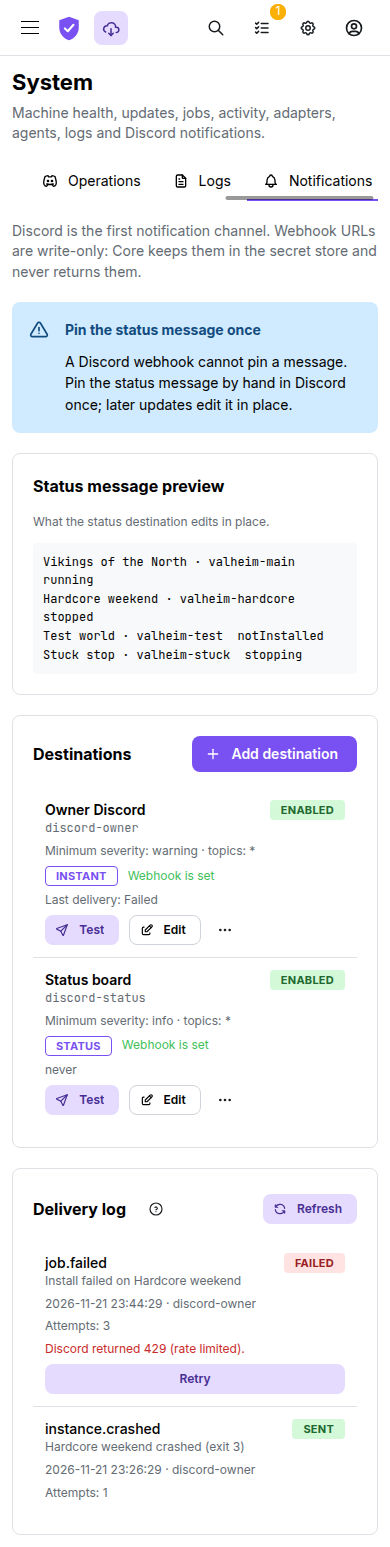 1
System
Machine health, updates, jobs, activity, adapters,
agents, logs and Discord notifications.
Operations
Logs
Notifications
Discord is the first notification channel. Webhook URLs
are write-only: Core keeps them in the secret store and
never returns them.
Pin the status message once
A Discord webhook cannot pin a message.
Pin the status message by hand in Discord
once; later updates edit it in place.
Status message preview
What the status destination edits in place.
Vikings of the North · valheim-main
running
Hardcore weekend · valheim-hardcore
stopped
Test world · valheim-test  notInstalled
Stuck stop · valheim-stuck  stopping
Destinations
Add destination
Owner Discord
ENABLED
discord-owner
Minimum severity: warning · topics: *
INSTANT
Webhook is set
Last delivery: Failed
Test
Edit
Status board
ENABLED
discord-status
Minimum severity: info · topics: *
STATUS
Webhook is set
never
Test
Edit
Delivery log
Refresh
job.failed
FAILED
Install failed on Hardcore weekend
2026-11-21 23:44:29 · discord-owner
Attempts: 3
Discord returned 429 (rate limited).
Retry
instance.crashed
SENT
Hardcore weekend crashed (exit 3)
2026-11-21 23:26:29 · discord-owner
Attempts: 1